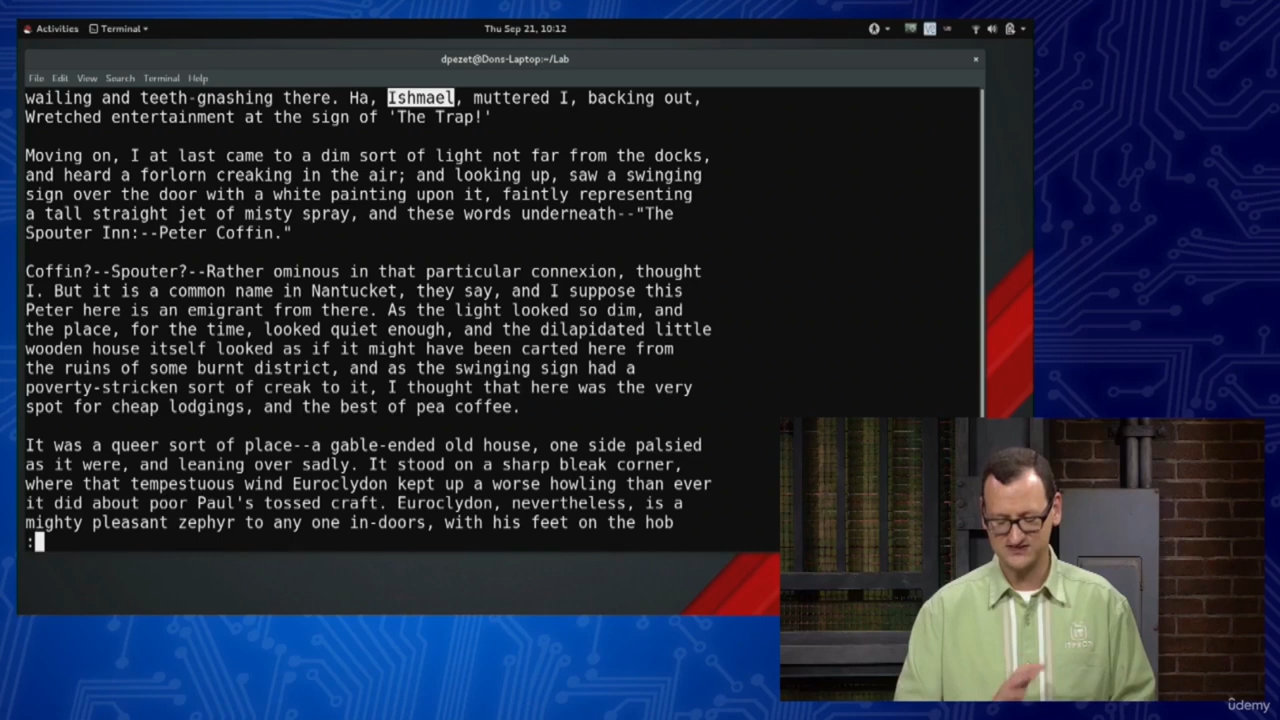 Activities Terminal Thu Sep 21, 10:12
dpezet@Dons-Laptop:~/Lab
File Edit View Search Terminal Help
wailing and teeth-gnashing there. Ha, Ishmael, muttered I, backing out,
Wretched entertainment at the sign of 'The Trap!'
Moving on, I at last came to a dim sort of light not far from the docks,
and heard a forlorn creaking in the air; and looking up, saw a swinging
sign over the door with a white painting upon it, faintly representing
a tall straight jet of misty spray, and these words underneath--"The
Spouter Inn:--Peter Coffin."
Coffin?--Spouter?--Rather ominous in that particular connexion, thought
I. But it is a common name in Nantucket, they say, and I suppose this
Peter here is an emigrant from there. As the light looked so dim, and
the place, for the time, looked quiet enough, and the dilapidated little
wooden house itself looked as if it might have been carted here from
the ruins of some burnt district, and as the swinging sign had a
poverty-stricken sort of creak to it, I thought that here was the very
spot for cheap lodgings, and the best of pea coffee.
It was a queer sort of place--a gable-ended old house, one side palsied
as it were, and leaning over sadly. It stood on a sharp bleak corner,
where that tempestuous wind Euroclydon kept up a worse howling than ever
it did about poor Paul's tossed craft. Euroclydon, nevertheless, is a
mighty pleasant zephyr to any one in-doors, with his feet on the hob
:
ITPRO
udemy